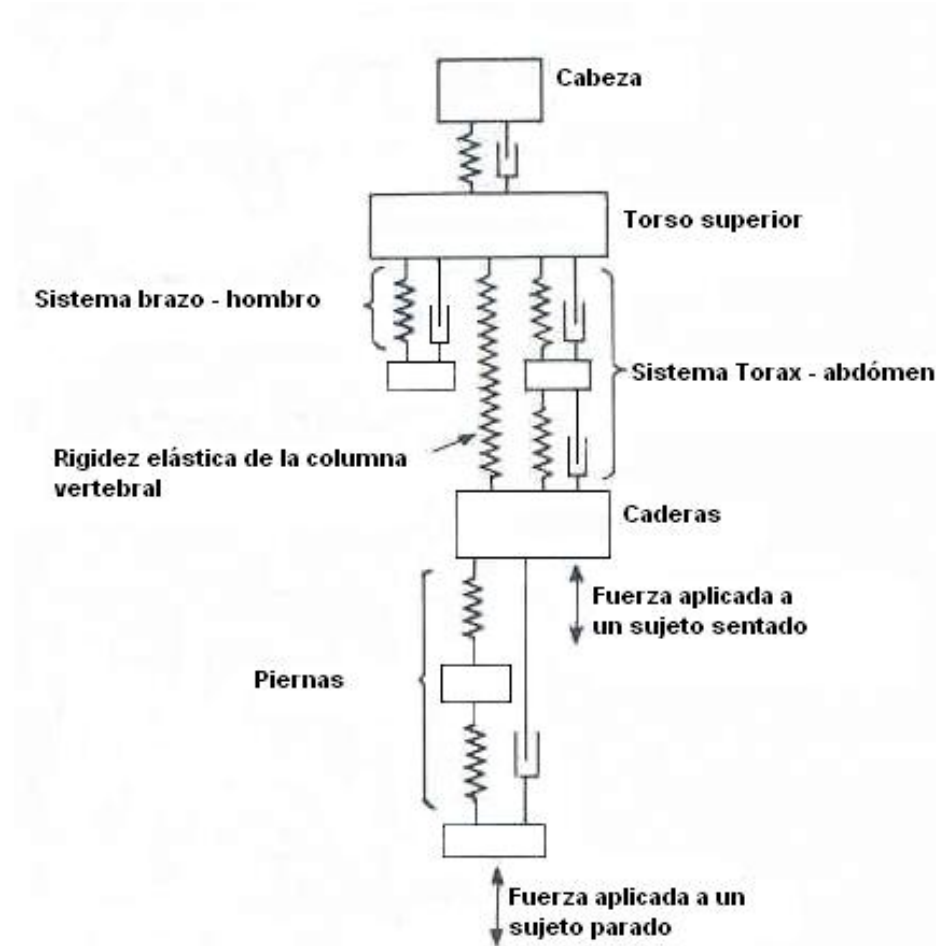 Cabeza
Torso superior
Sistema brazo - hombro
Sistema Torax - abdómen
Rigidez elástica de la columna
vertebral
Caderas
Fuerza aplicada a
un sujeto sentado
Piernas
Fuerza aplicada a un
sujeto parado